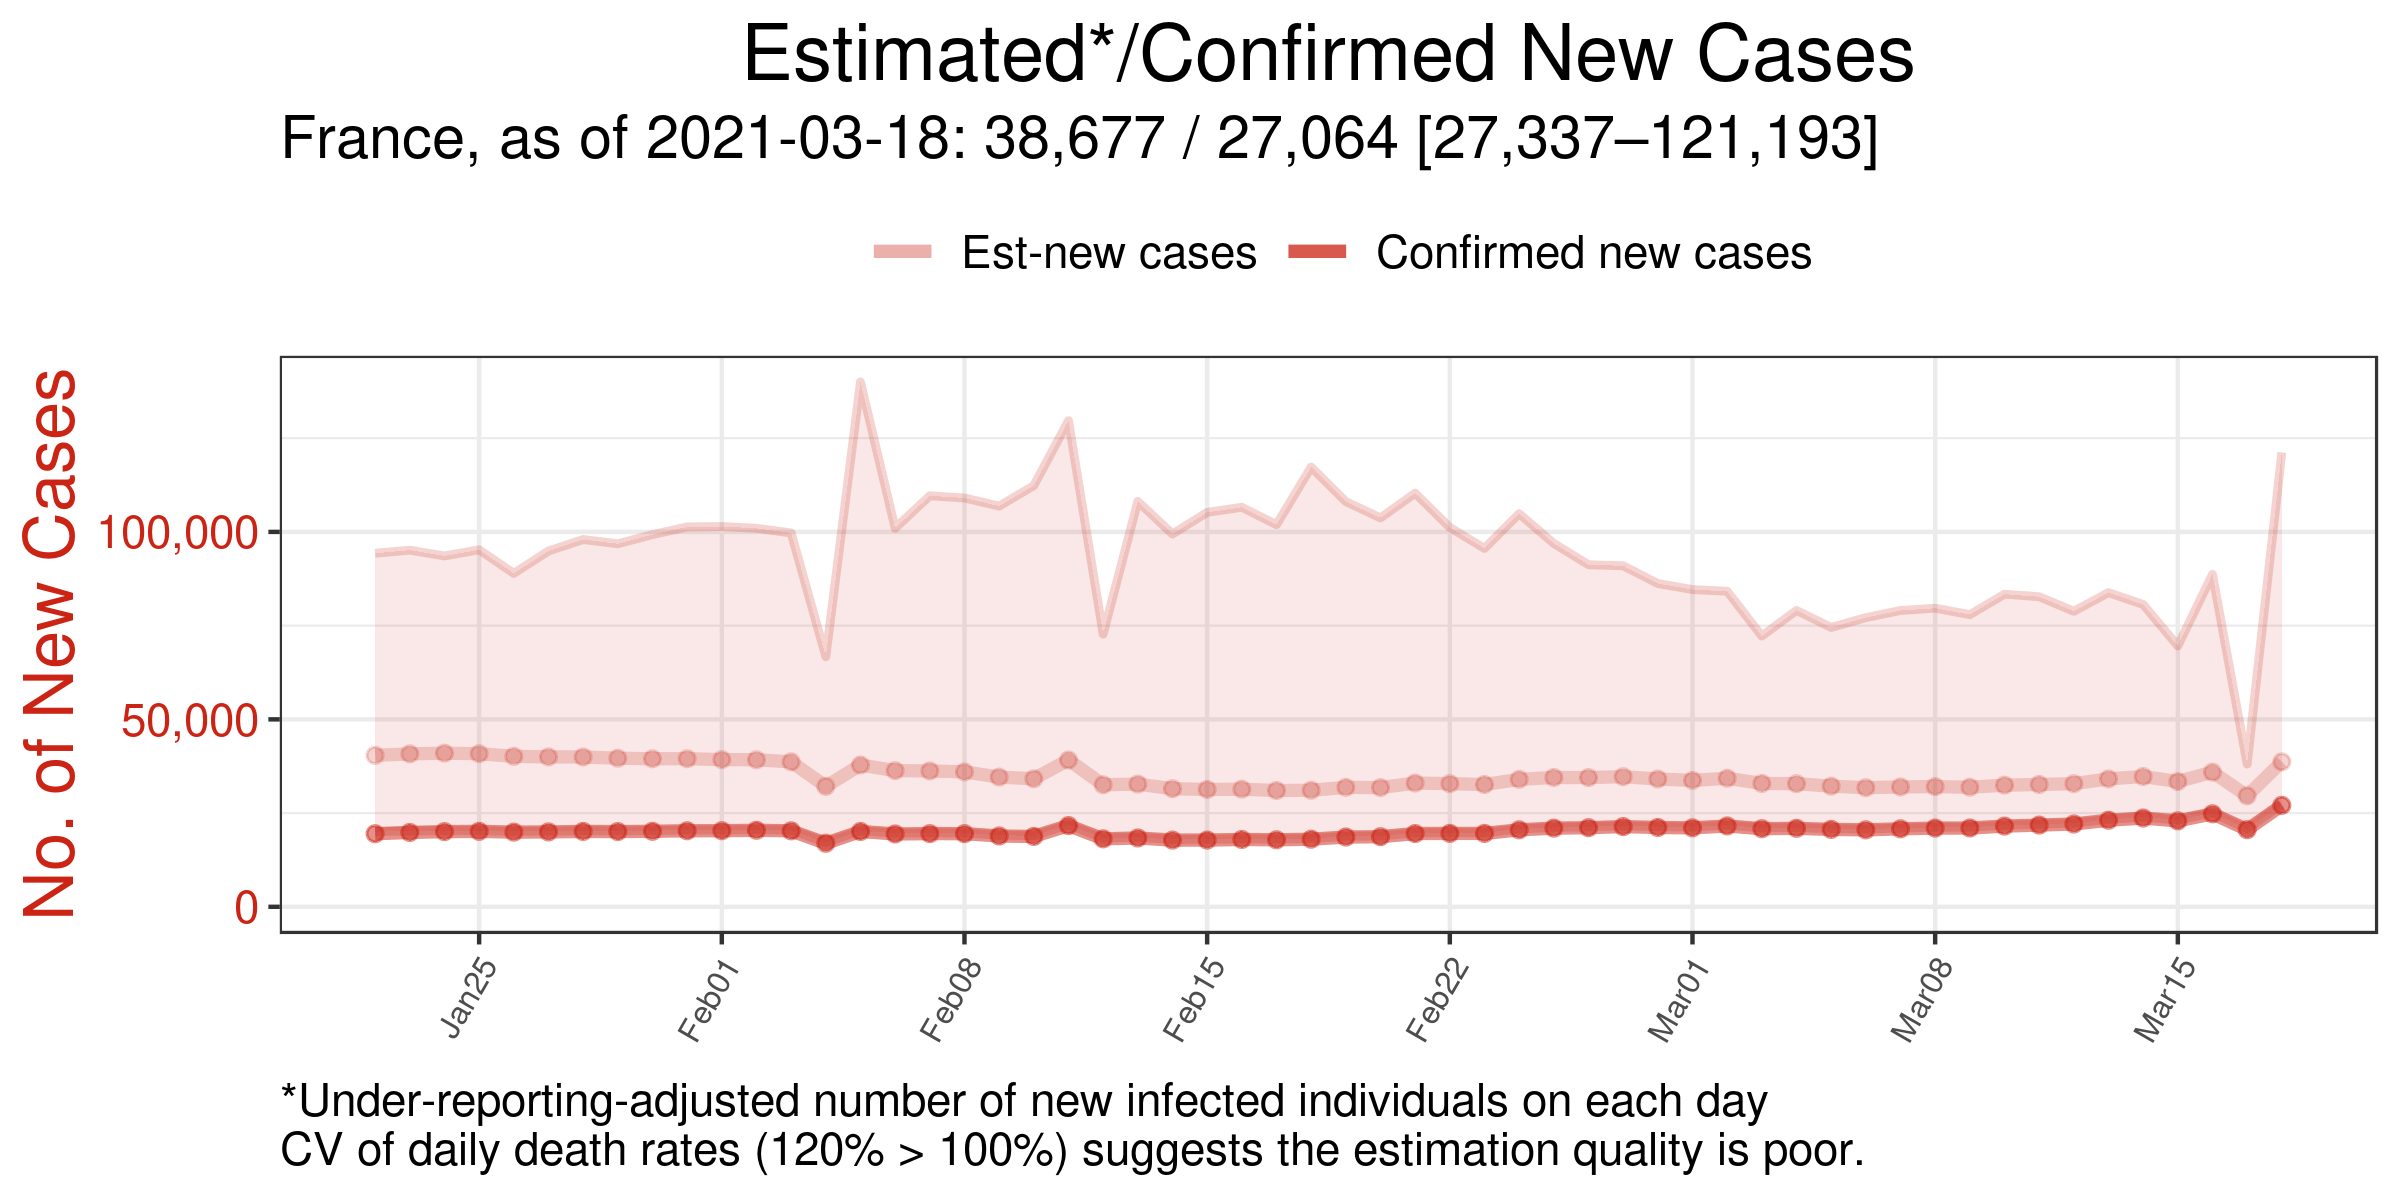 Estimated*/Confirmed New Cases
France, as of 2021-03-18: 38,677 / 27,064 [27,337–121,193]
Est-new cases
Confirmed new cases
No. of New Cases
100,000
50,000
0
Jan25
Feb01
Feb08
Feb15
Feb22
Mar01
Mar08
Mar15
*Under-reporting-adjusted number of new infected individuals on each day
CV of daily death rates (120% > 100%) suggests the estimation quality is poor.